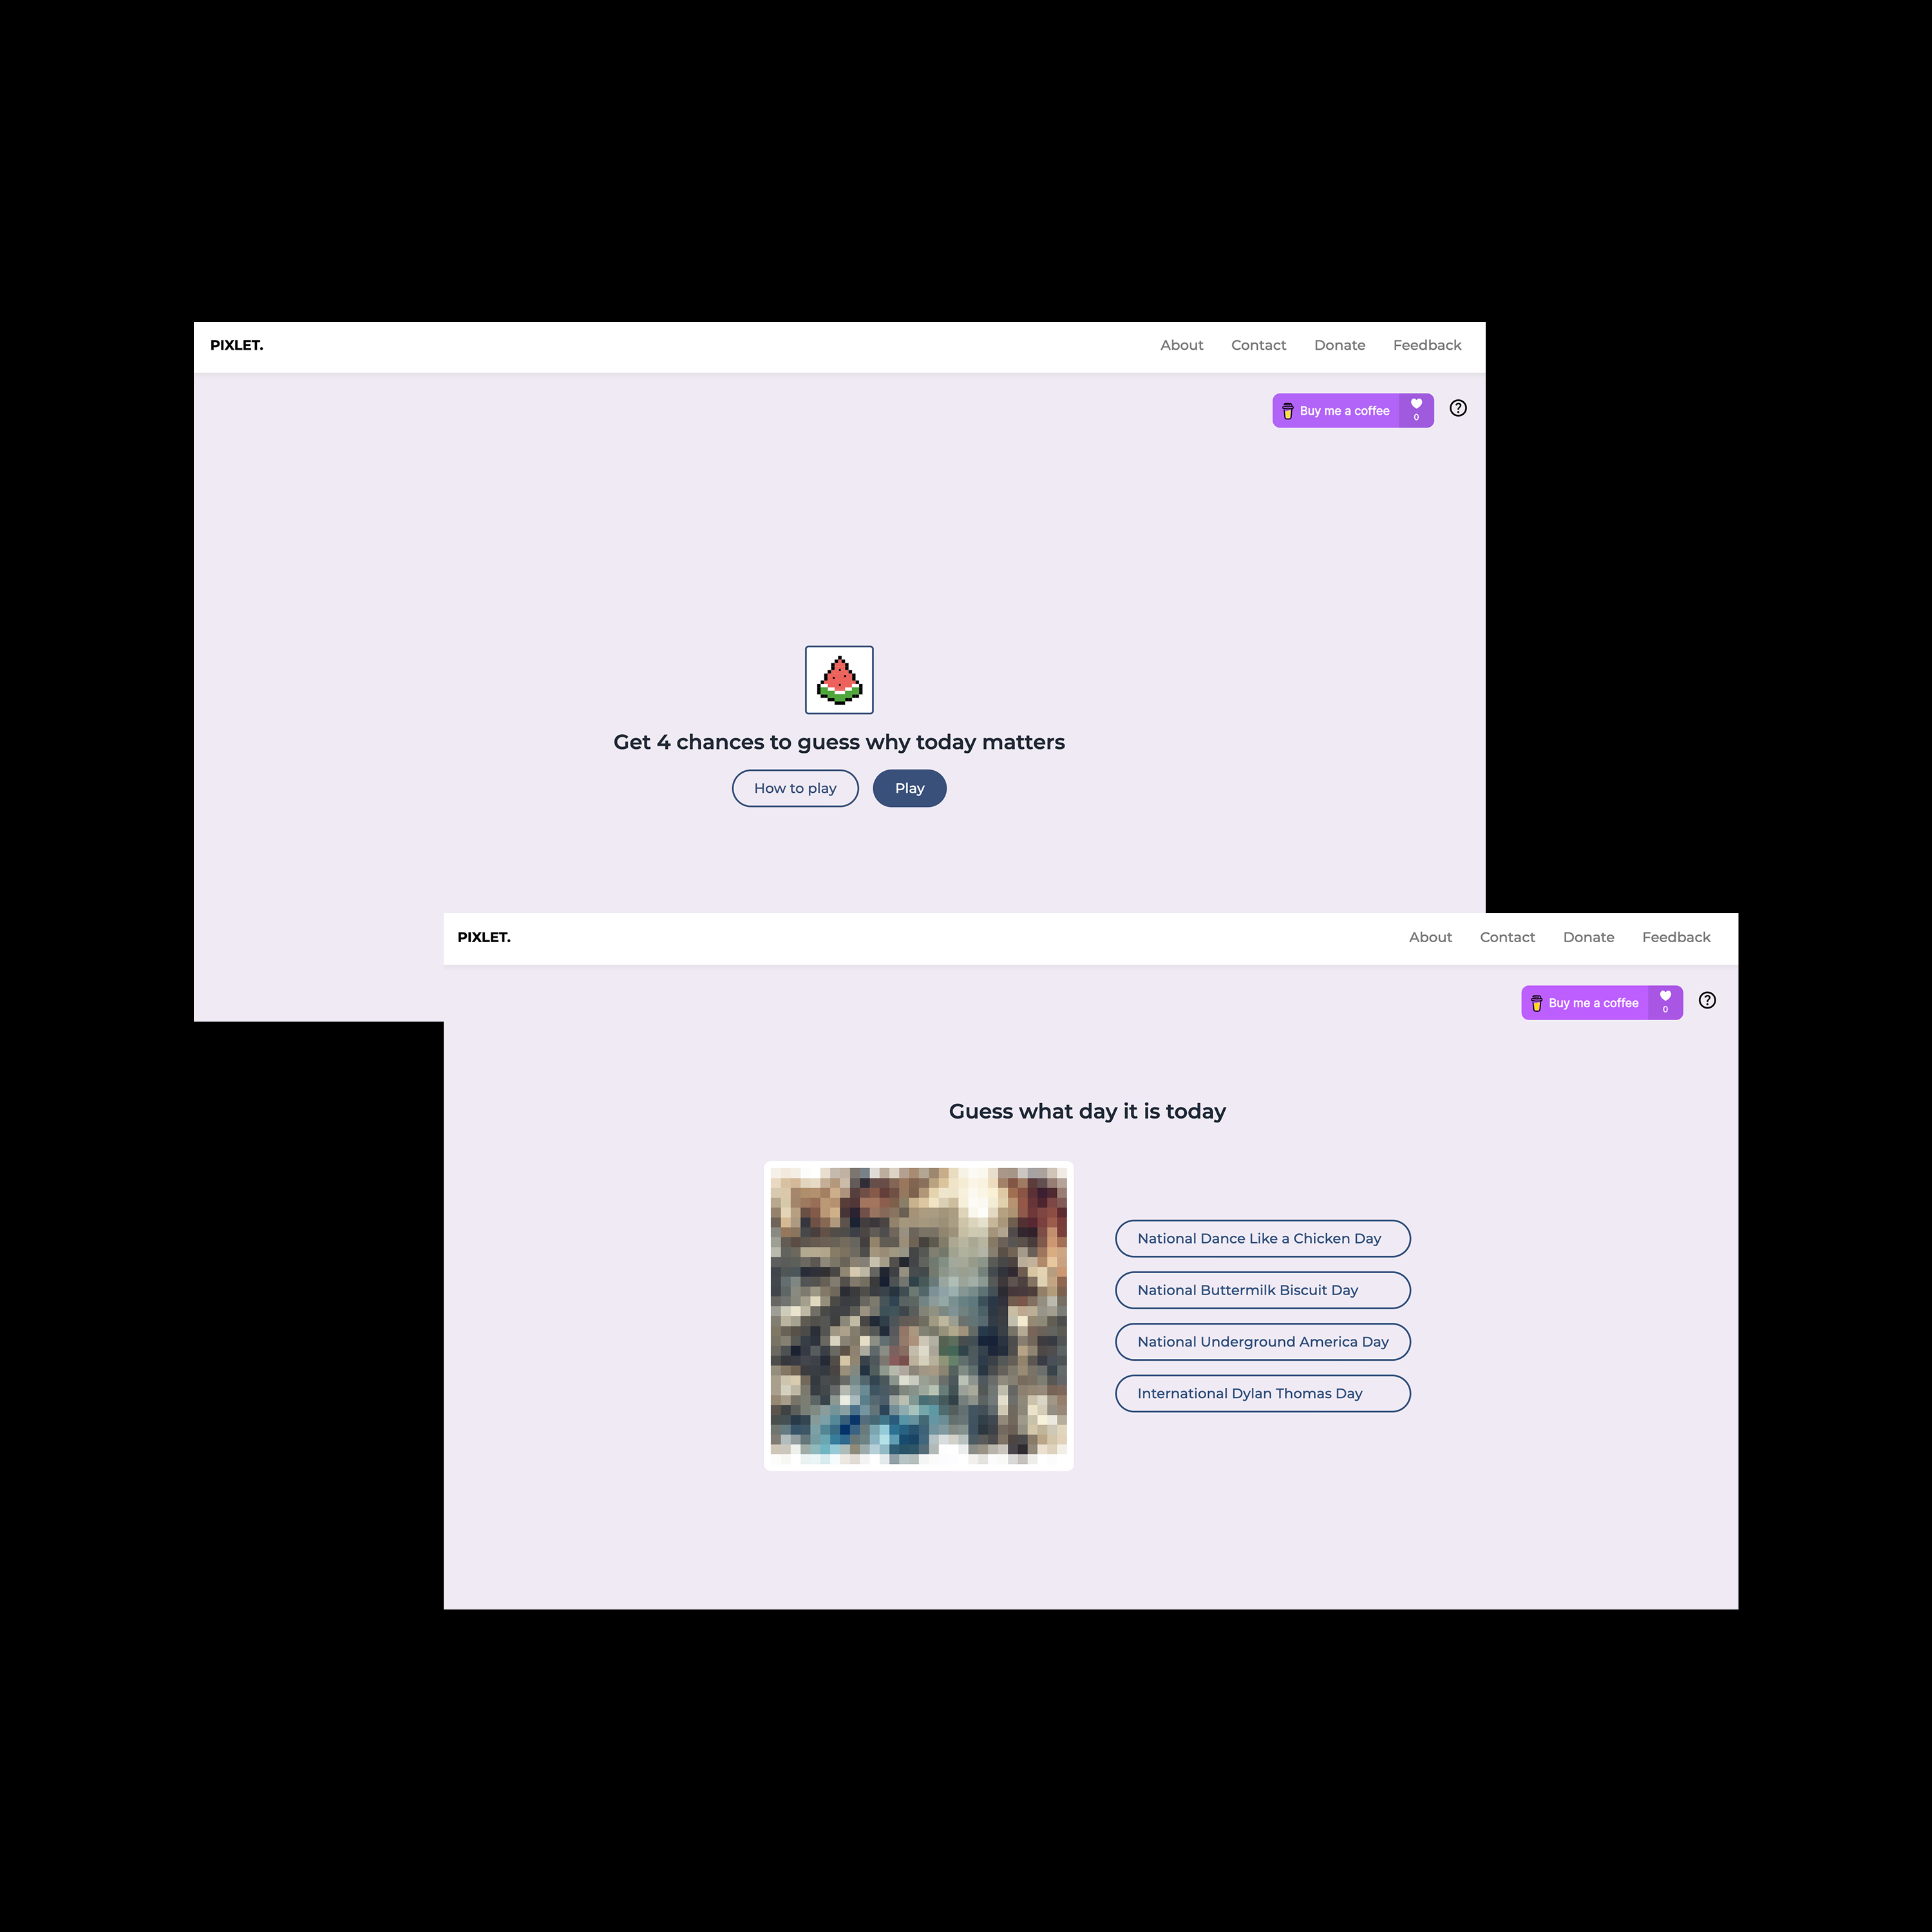 PIXLET.
About Contact Donate Feedback
Buy me a coffee
0
?
Get 4 chances to guess why today matters
How to play
Play
PIXLET.
About Contact Donate Feedback
Buy me a coffee
0
?
Guess what day it is today
National Dance Like a Chicken Day
National Buttermilk Biscuit Day
National Underground America Day
International Dylan Thomas Day